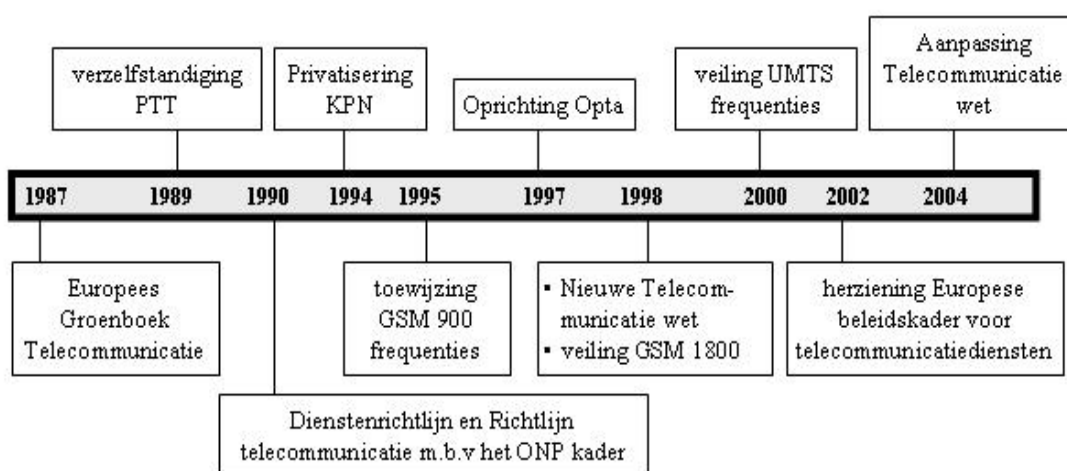 verzelfstandiging
PTT
Privatisering
KPN
Oprichting Opta
veiling UMTS
frequenties
Aanpassing
Telecommunicatie
wet
1987 1989 1990 1994 1995 1997 1998 2000 2002 2004
Europees
Groenboek
Telecommunicatie
toewijzing
GSM 900
frequenties
▪ Nieuwe Telecom-
municatie wet
▪ veiling GSM 1800
herziening Europese
beleidskader voor
telecommunicatiediensten
Dienstenrichtlijn en Richtlijn
telecommunicatie m.b.v het ONP kader